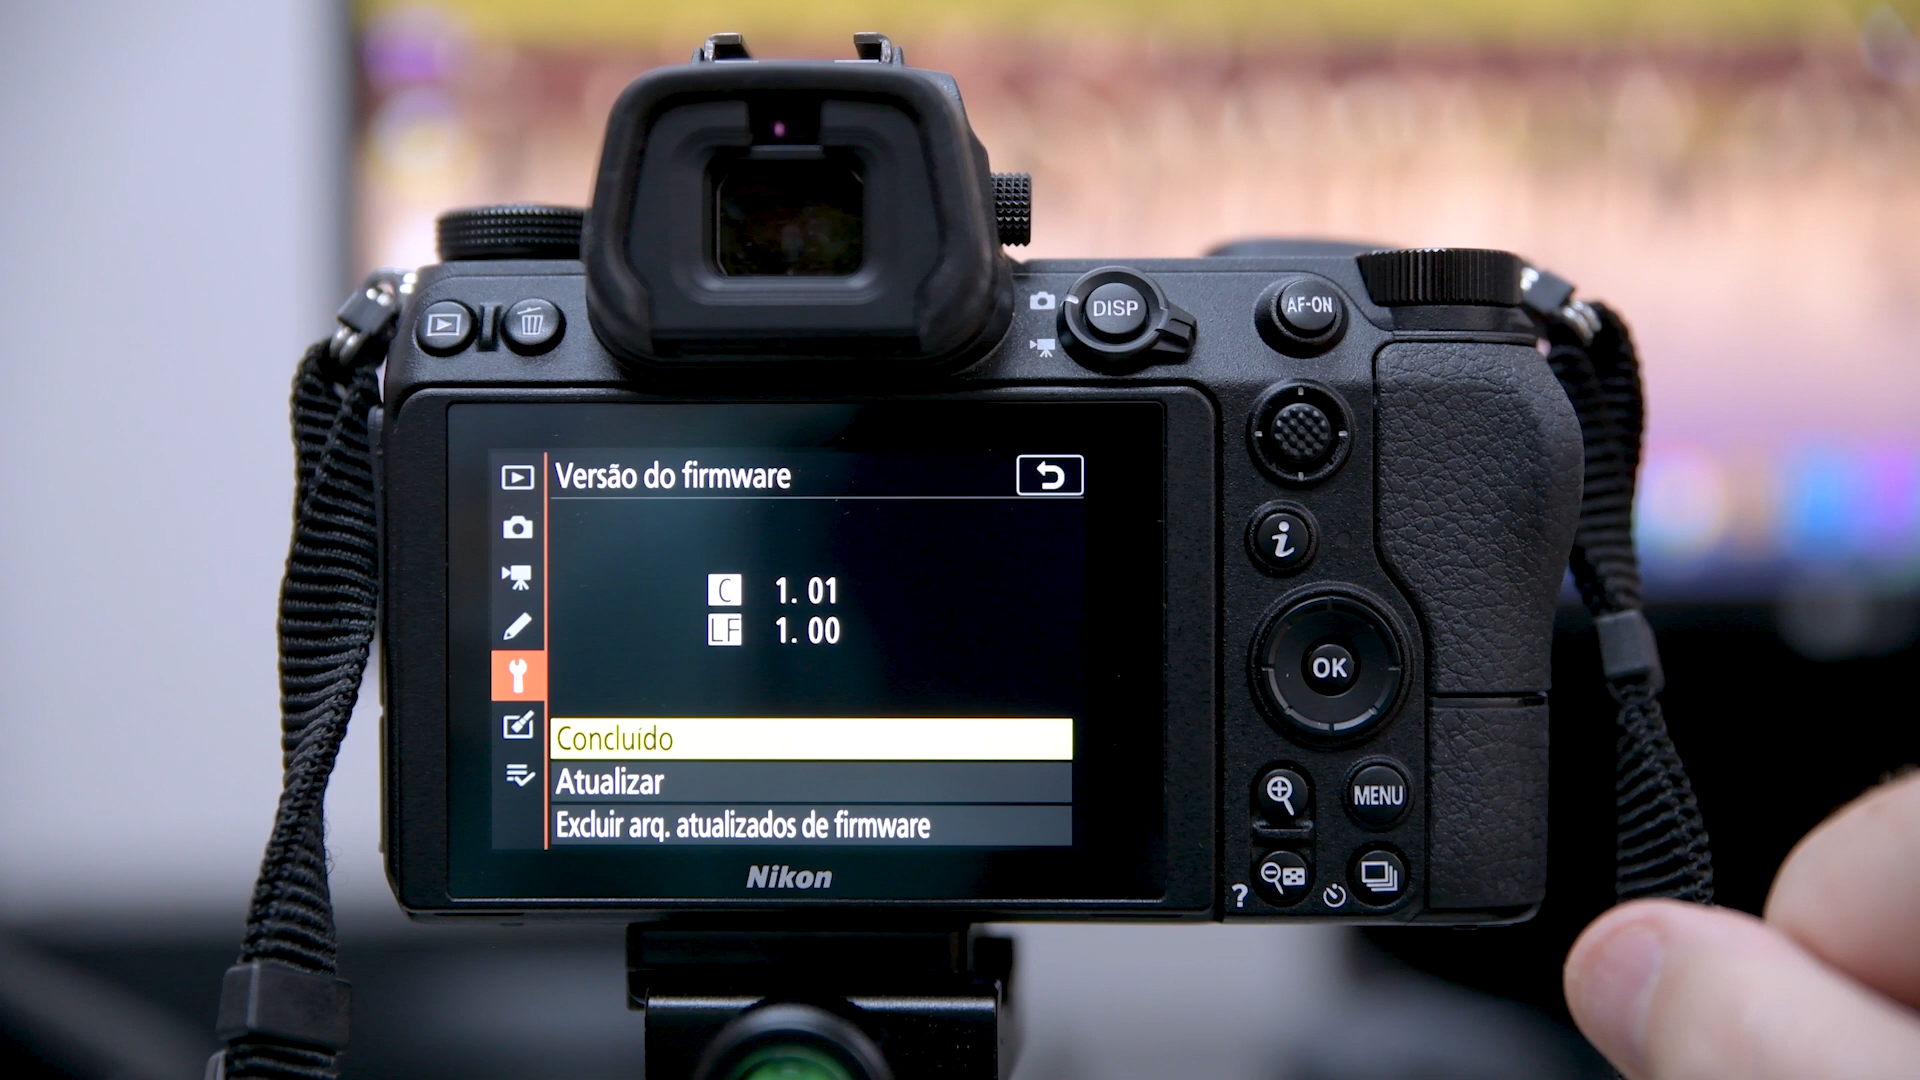 DISP
AF-ON
Versão do firmware
C 1. 01
LF 1. 00
Concluído
Atualizar
Excluir arq. atualizados de firmware
Nikon
i
OK
MENU
?